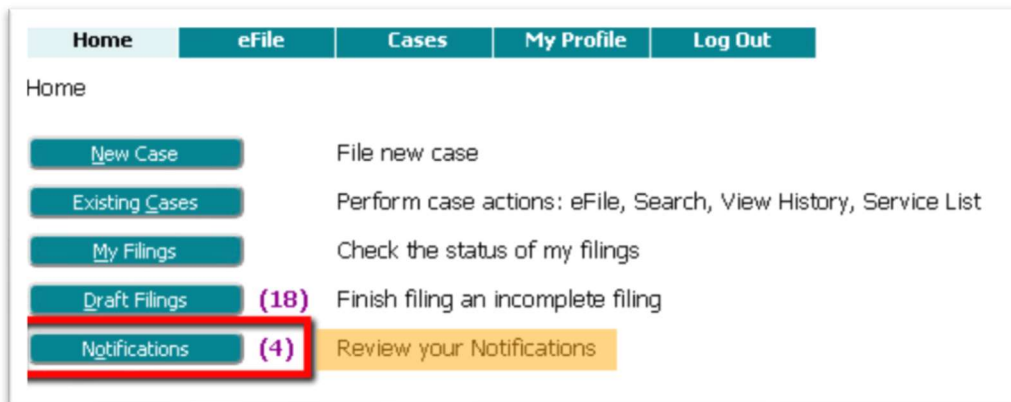 Home eFile Cases My Profile Log Out
Home
New Case File new case
Existing Cases Perform case actions: eFile, Search, View History, Service List
My Filings Check the status of my filings
Draft Filings (18) Finish filing an incomplete filing
Notifications (4) Review your Notifications